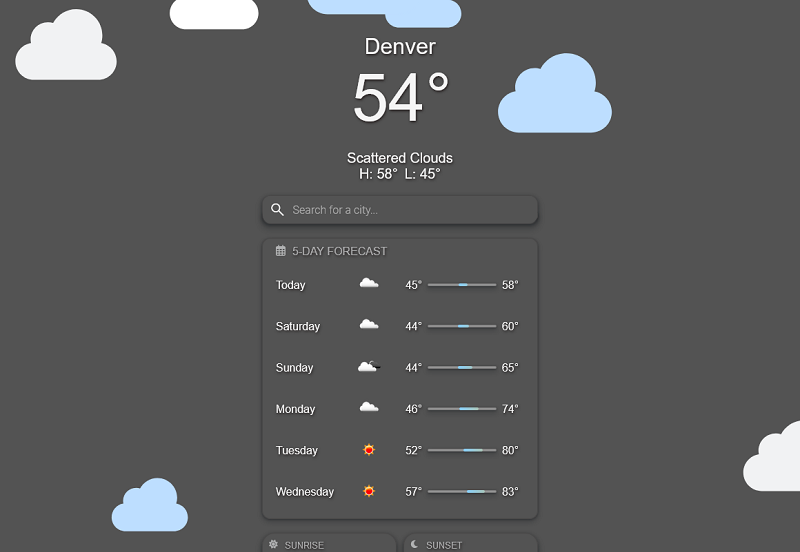 Denver
54°
Scattered Clouds
H: 58° L: 45°
Search for a city...
5-DAY FORECAST
Today 45° 58°
Saturday 44° 60°
Sunday 44° 65°
Monday 46° 74°
Tuesday 52° 80°
Wednesday 57° 83°
SUNRISE SUNSET